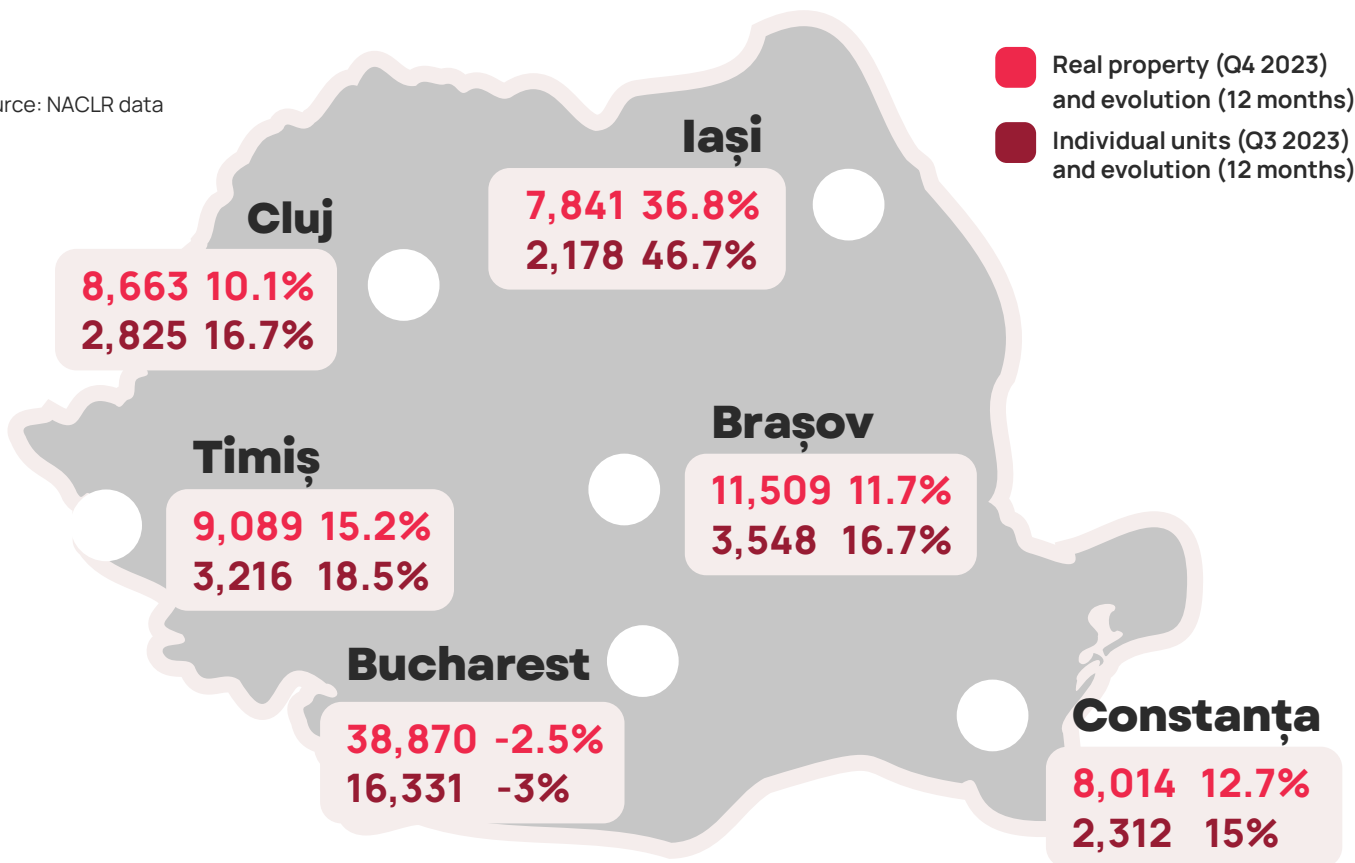 urce: NACLR data
Real property (Q4 2023)
and evolution (12 months)
Individual units (Q3 2023)
and evolution (12 months)
Iași
7,841 36.8%
2,178 46.7%
Cluj
8,663 10.1%
2,825 16.7%
Brașov
11,509 11.7%
3,548 16.7%
Timiș
9,089 15.2%
3,216 18.5%
Bucharest
38,870 -2.5%
16,331 -3%
Constanța
8,014 12.7%
2,312 15%